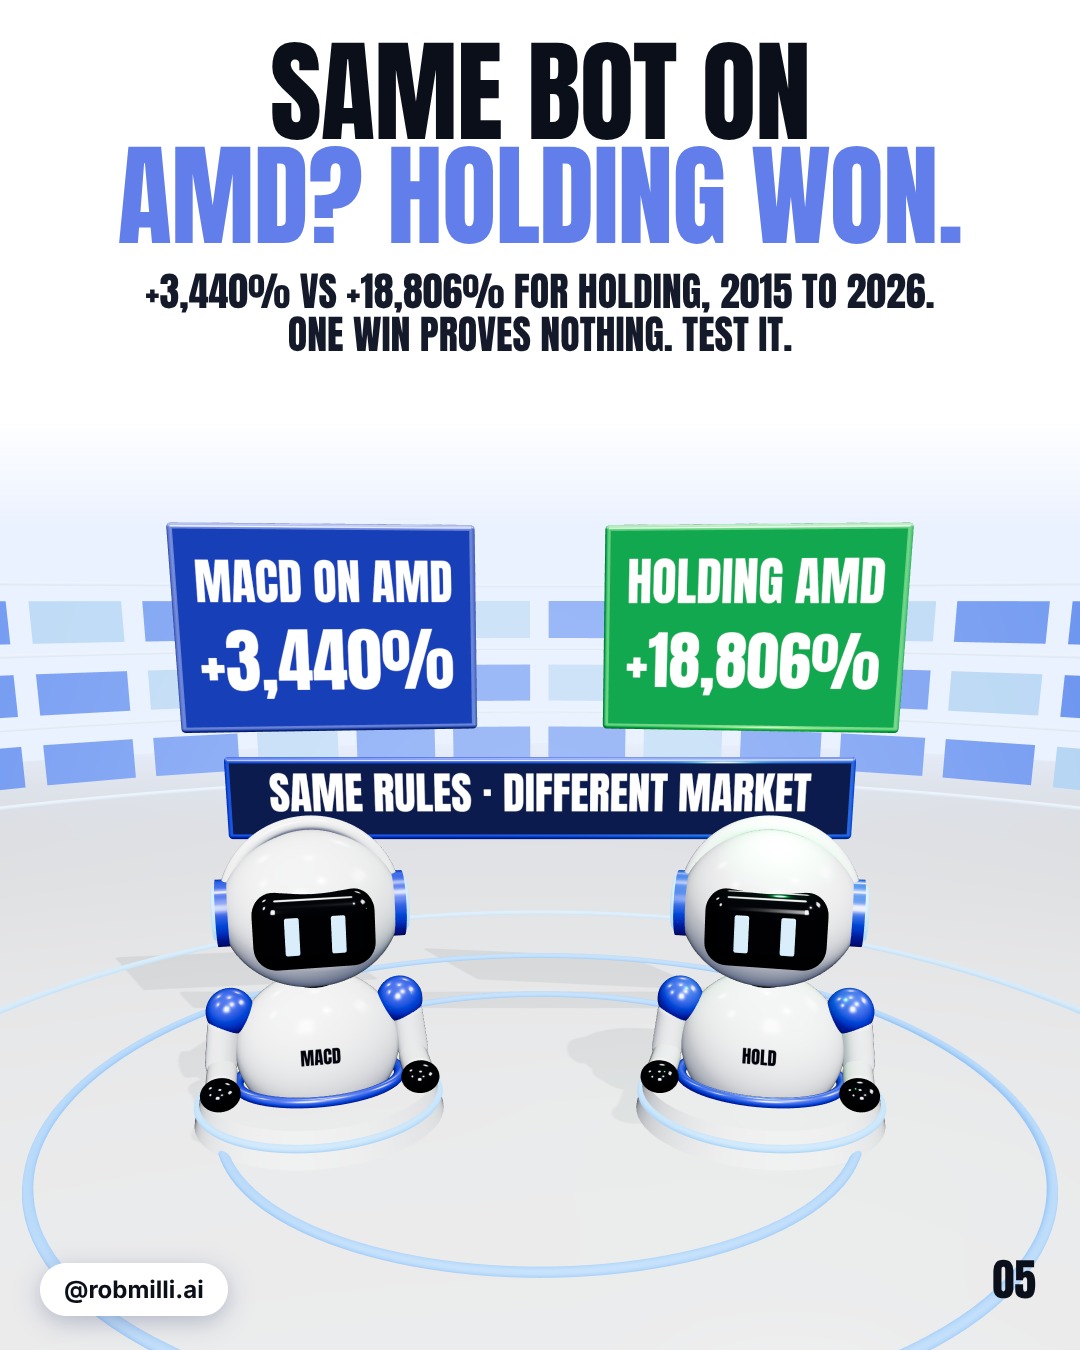 SAME BOT ON
AMD? HOLDING WON.
+3,440% VS +18,806% FOR HOLDING, 2015 TO 2026.
ONE WIN PROVES NOTHING. TEST IT.
MACD ON AMD
+3,440%
HOLDING AMD
+18,806%
SAME RULES · DIFFERENT MARKET
MACD
HOLD
@robmilli.ai
05